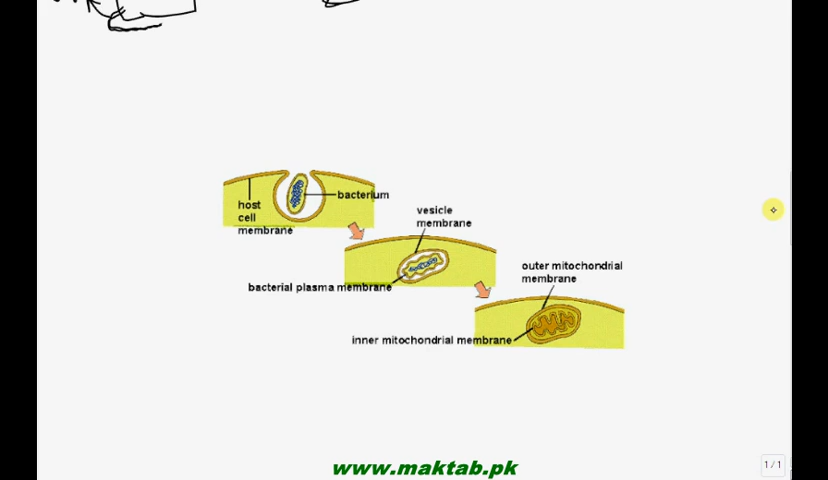 bacterium
host
cell
membrane
vesicle
membrane
bacterial plasma membrane
outer mitochondrial
membrane
inner mitochondrial membrane
www.maktab.pk
1/1